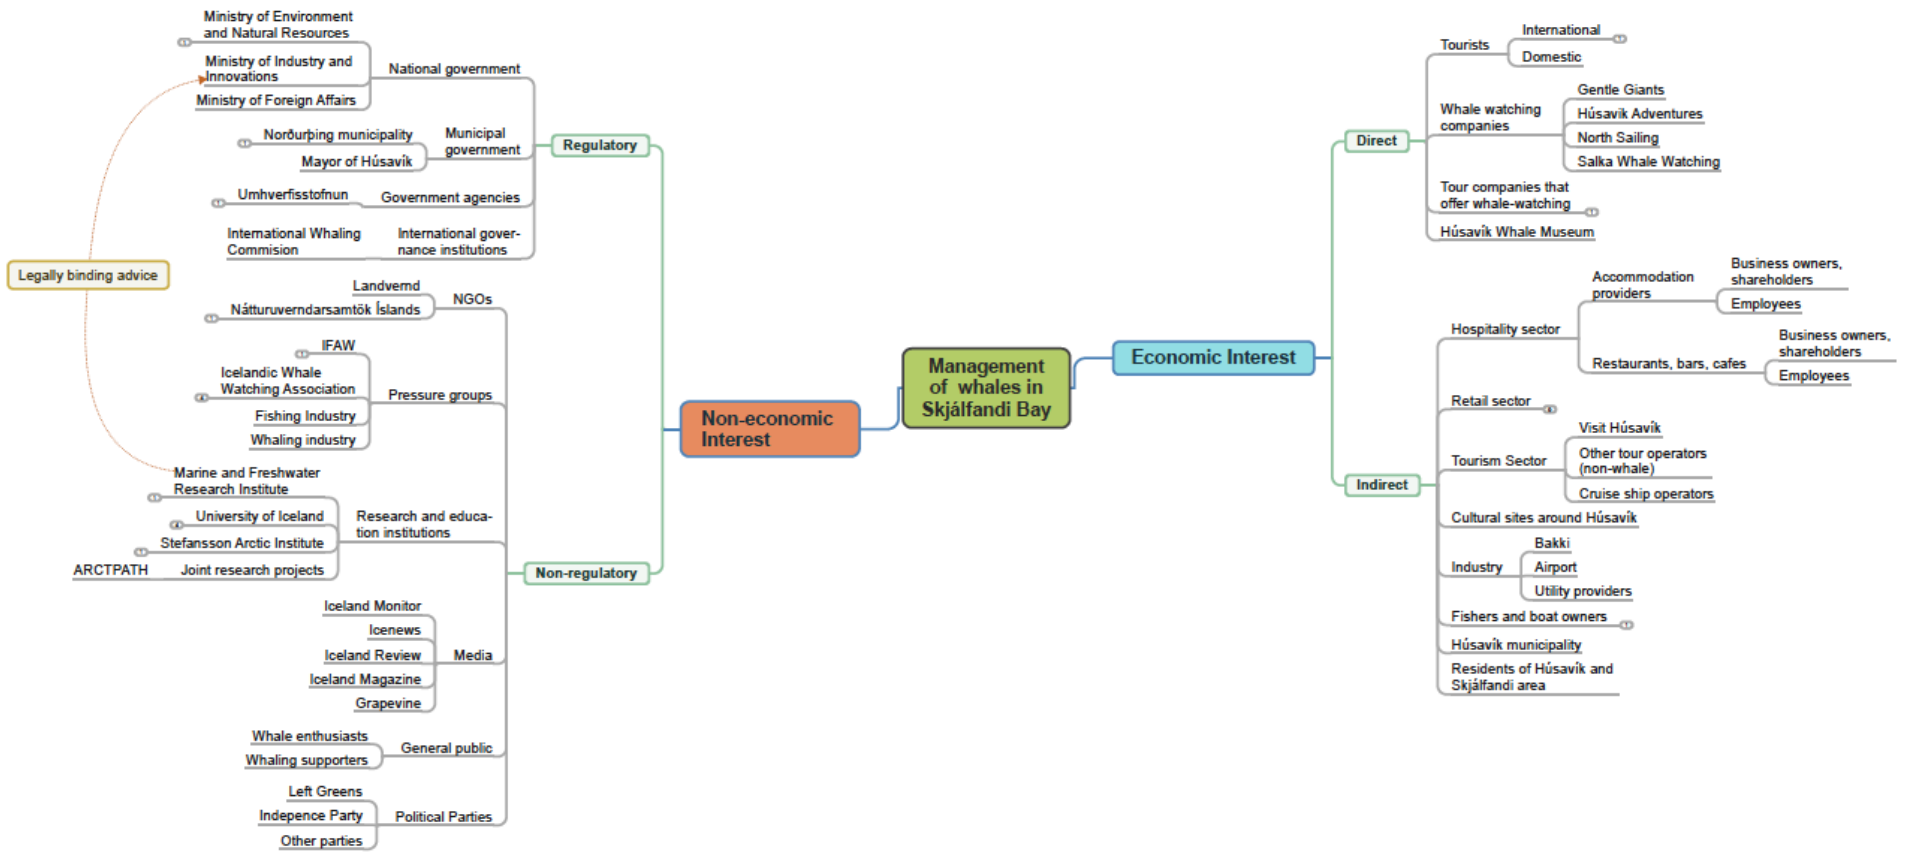 Management
of whales in
Skjálfandi Bay
Non-economic
Interest
Regulatory
National government
Ministry of Environment
and Natural Resources
Ministry of Industry and
Innovations
Ministry of Foreign Affairs
Municipal
government
Norðurþing municipality
Mayor of Húsavík
Government agencies
Umhverfisstofnun
International gover-
nance institutions
International Whaling
Commision
Legally binding advice
Non-regulatory
NGOs
Landvernd
Nátturuverndarsamtök Íslands
Pressure groups
IFAW
Icelandic Whale
Watching Association
Fishing Industry
Whaling industry
Research and educa-
tion institutions
Marine and Freshwater
Research Institute
University of Iceland
Stefansson Arctic Institute
Joint research projects
ARCTPATH
Media
Iceland Monitor
Icenews
Iceland Review
Iceland Magazine
Grapevine
General public
Whale enthusiasts
Whaling supporters
Political Parties
Left Greens
Indepence Party
Other parties
Economic Interest
Direct
Tourists
International
Domestic
Whale watching
companies
Gentle Giants
Húsavik Adventures
North Sailing
Salka Whale Watching
Tour companies that
offer whale-watching
Húsavík Whale Museum
Indirect
Hospitality sector
Accommodation
providers
Business owners,
shareholders
Employees
Restaurants, bars, cafes
Business owners,
shareholders
Employees
Retail sector
Tourism Sector
Visit Húsavík
Other tour operators
(non-whale)
Cruise ship operators
Cultural sites around Húsavík
Industry
Bakki
Airport
Utility providers
Fishers and boat owners
Húsavík municipality
Residents of Húsavík and
Skjálfandi area